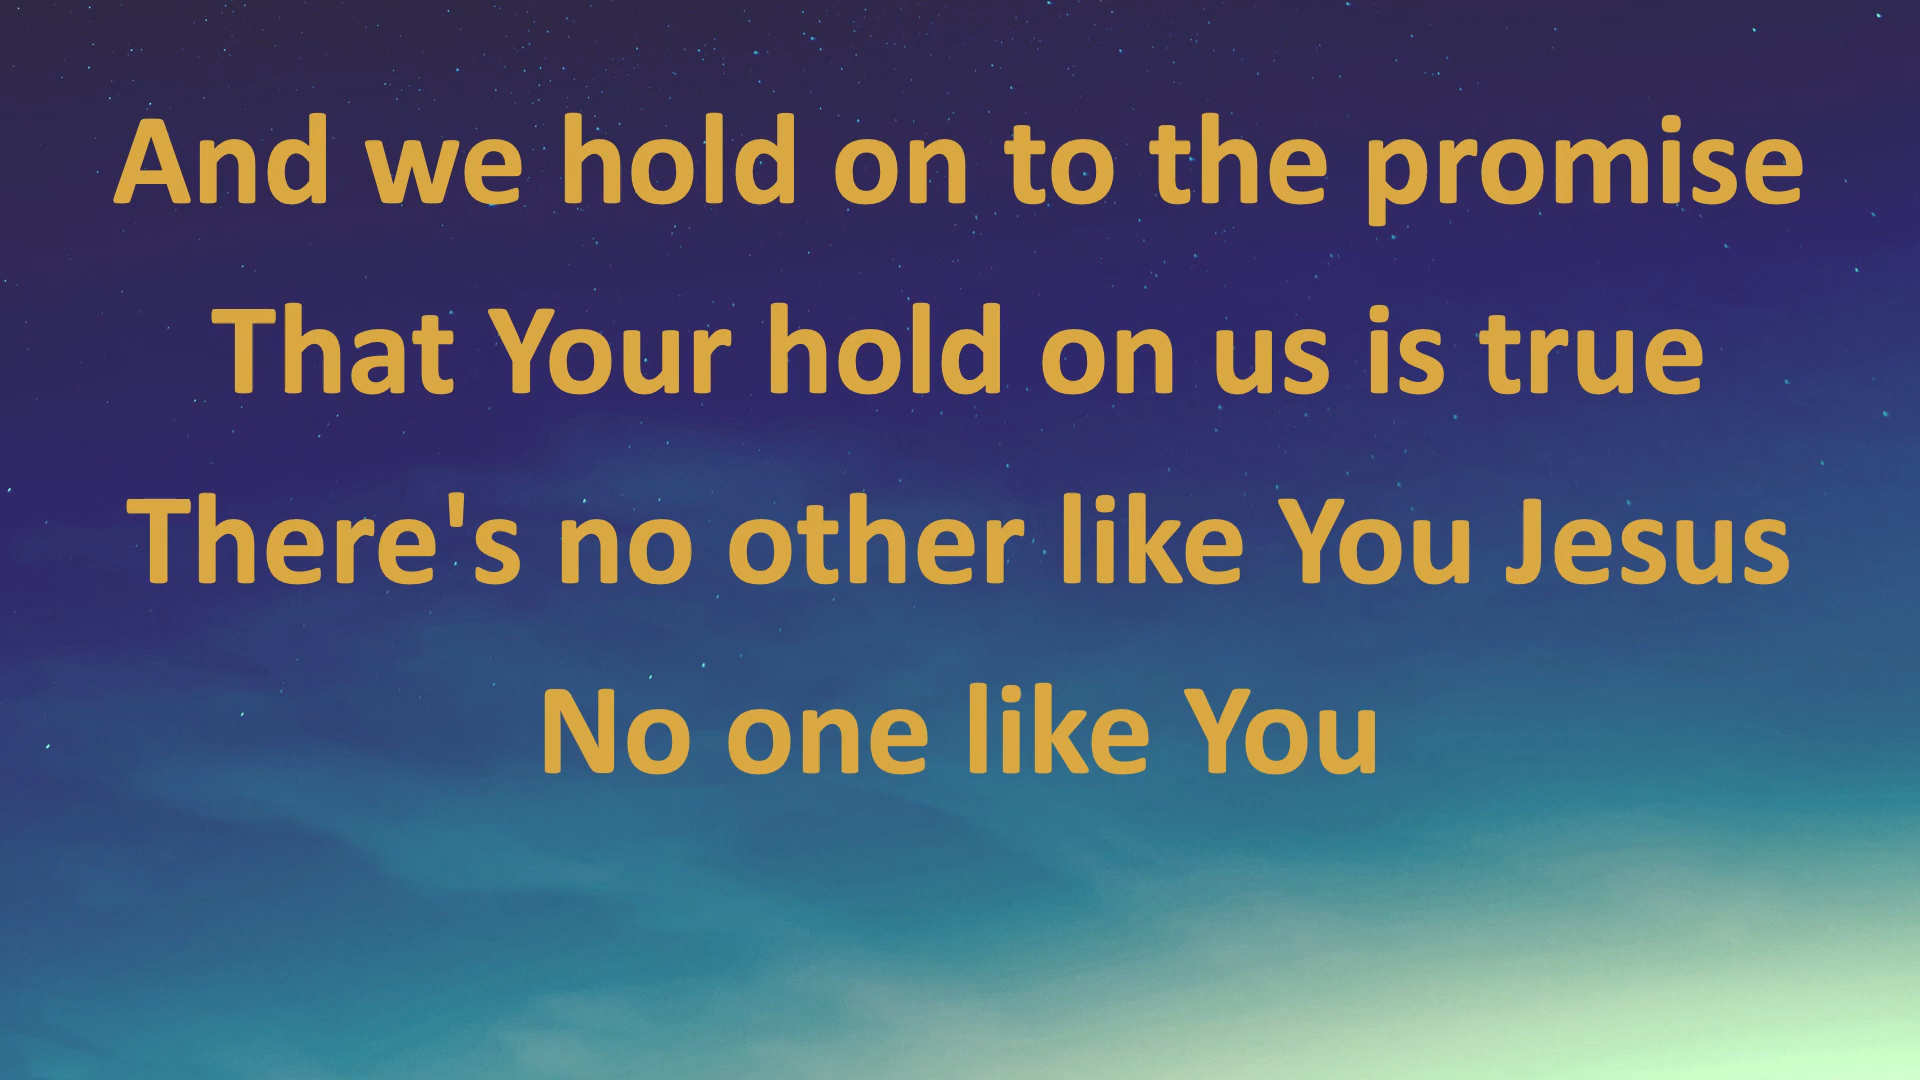 And we hold on to the promise
That Your hold on us is true
There's no other like You Jesus
No one like You